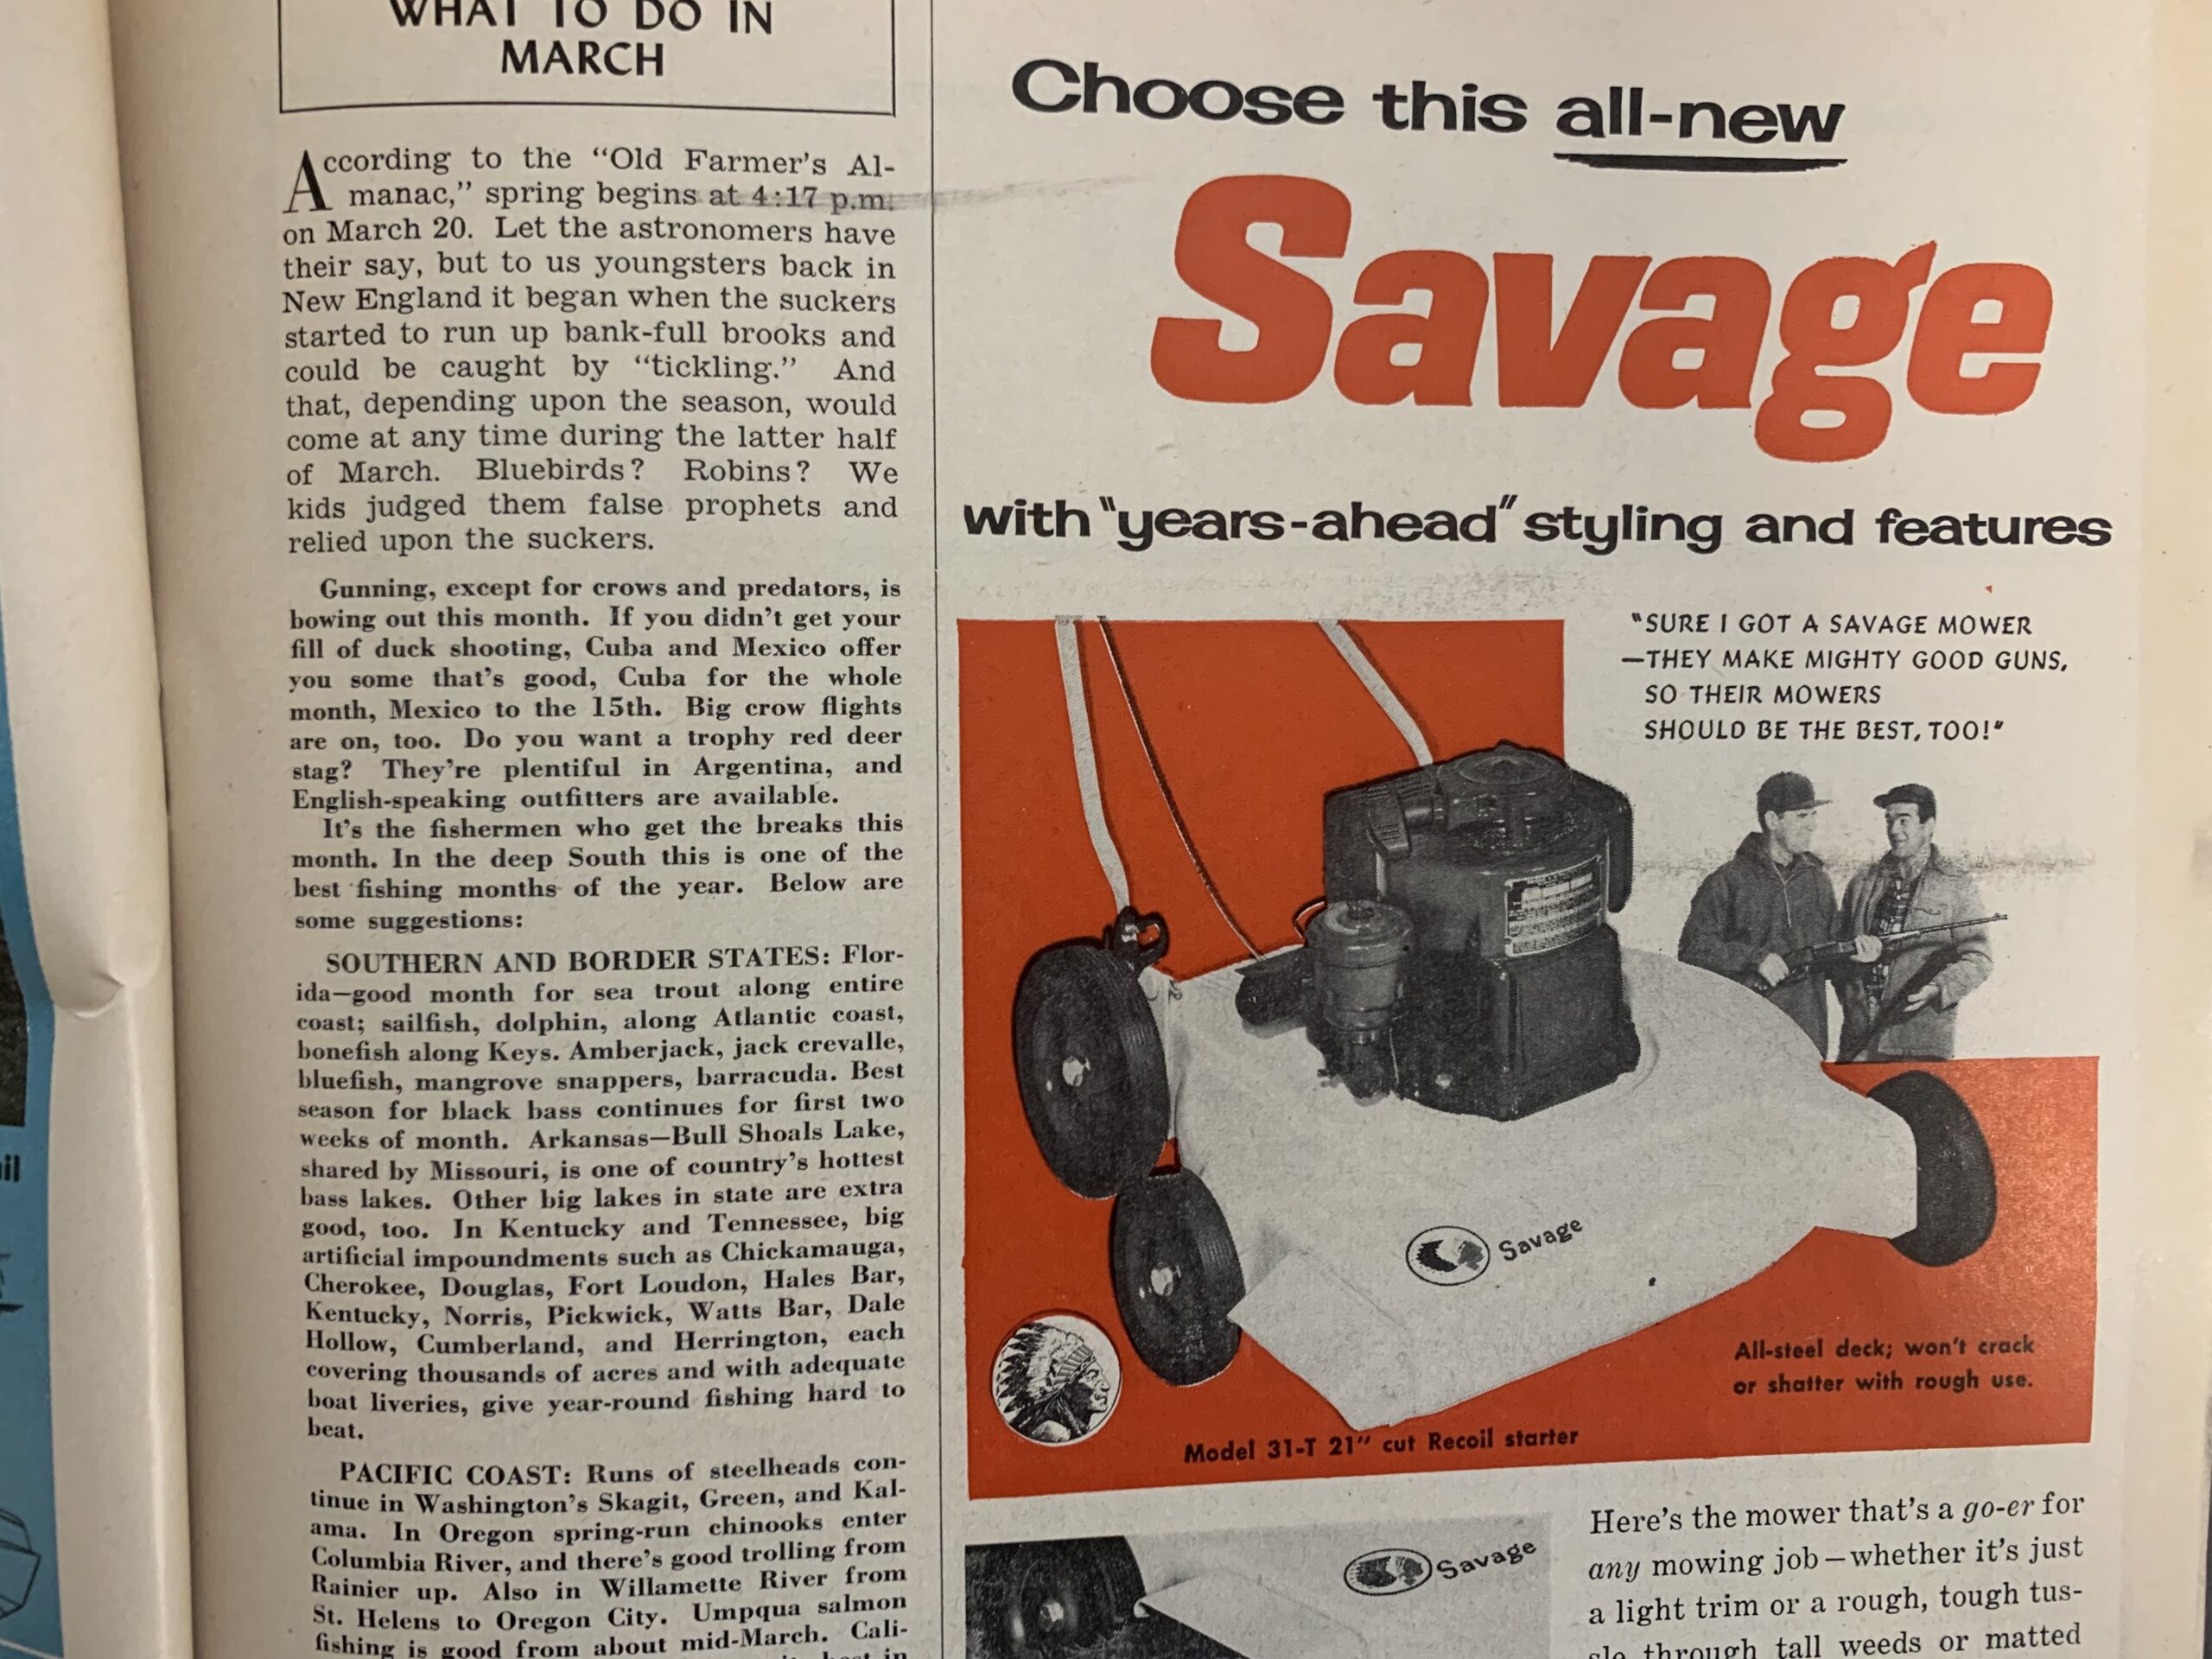 WHAT TO DO IN
MARCH
According to the “Old Farmer’s Al-
manac,” spring begins at 4:17 p.m.
on March 20. Let the astronomers have
their say, but to us youngsters back in
New England it began when the suckers
started to run up bank-full brooks and
could be caught by “tickling.” And
that, depending upon the season, would
come at any time during the latter half
of March. Bluebirds? Robins? We
kids judged them false prophets and
relied upon the suckers.
Gunning, except for crows and predators, is
bowing out this month. If you didn’t get your
fill of duck shooting, Cuba and Mexico offer
you some that’s good, Cuba for the whole
month, Mexico to the 15th. Big crow flights
are on, too. Do you want a trophy red deer
stag? They’re plentiful in Argentina, and
English-speaking outfitters are available.
It’s the fishermen who get the breaks this
month. In the deep South this is one of the
best fishing months of the year. Below are
some suggestions:
SOUTHERN AND BORDER STATES: Flor-
ida—good month for sea trout along entire
coast; sailfish, dolphin, along Atlantic coast,
bonefish along Keys. Amberjack, jack crevalle,
bluefish, mangrove snappers, barracuda. Best
season for black bass continues for first two
weeks of month. Arkansas—Bull Shoals Lake,
shared by Missouri, is one of country’s hottest
bass lakes. Other big lakes in state are extra
good, too. In Kentucky and Tennessee, big
artificial impoundments such as Chickamauga,
Cherokee, Douglas, Fort Loudon, Hales Bar,
Kentucky, Norris, Pickwick, Watts Bar, Dale
Hollow, Cumberland, and Herrington, each
covering thousands of acres and with adequate
boat liveries, give year-round fishing hard to
beat.
PACIFIC COAST: Runs of steelheads con-
tinue in Washington’s Skagit, Green, and Kal-
ama. In Oregon spring-run chinooks enter
Columbia River, and there’s good trolling from
Rainier up. Also in Willamette River from
St. Helens to Oregon City. Umpqua salmon
fishing is good from about mid-March. Cali-
Choose this all-new
Savage
with "years-ahead" styling and features
"SURE I GOT A SAVAGE MOWER
—THEY MAKE MIGHTY GOOD GUNS,
SO THEIR MOWERS
SHOULD BE THE BEST, TOO!"
Savage
All-steel deck; won't crack
or shatter with rough use.
Model 31-T 21" cut Recoil starter
Savage
Here's the mower that's a go-er for
any mowing job—whether it's just
a light trim or a rough, tough tus-
sle through tall weeds or matted